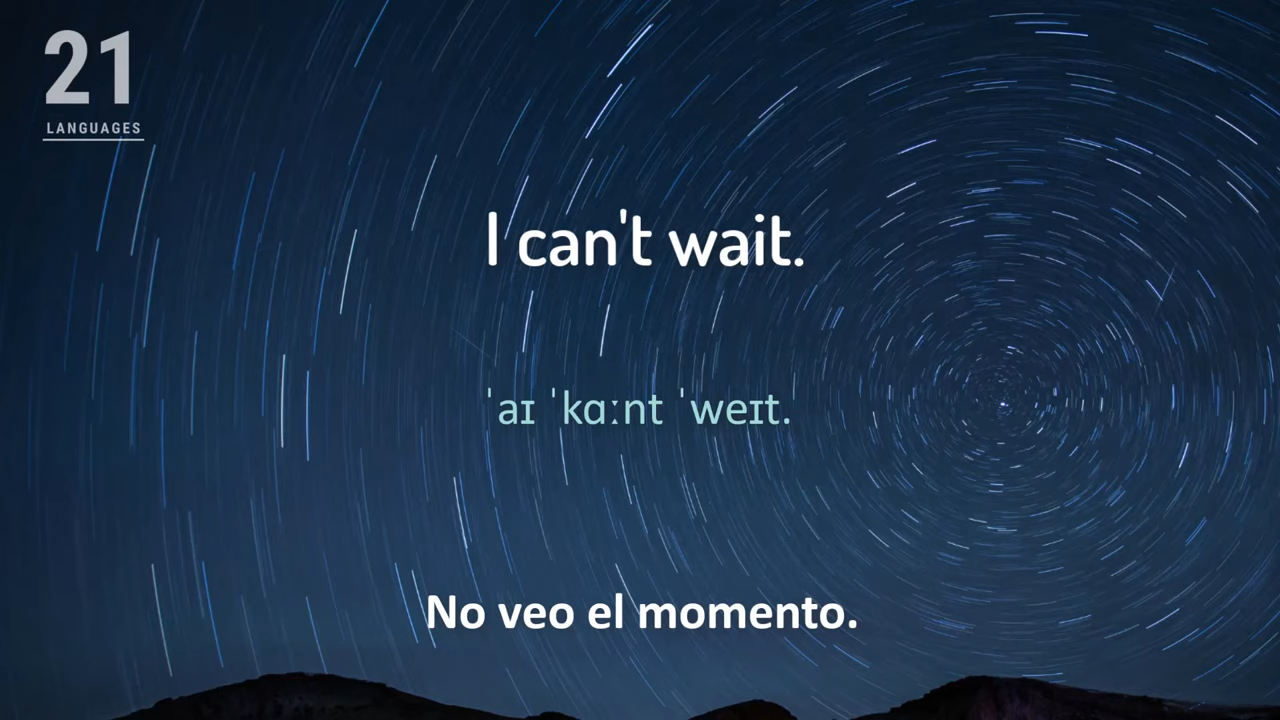 21
LANGUAGES
I can't wait.
ˈaɪ ˈkɑːnt ˈweɪt.
No veo el momento.